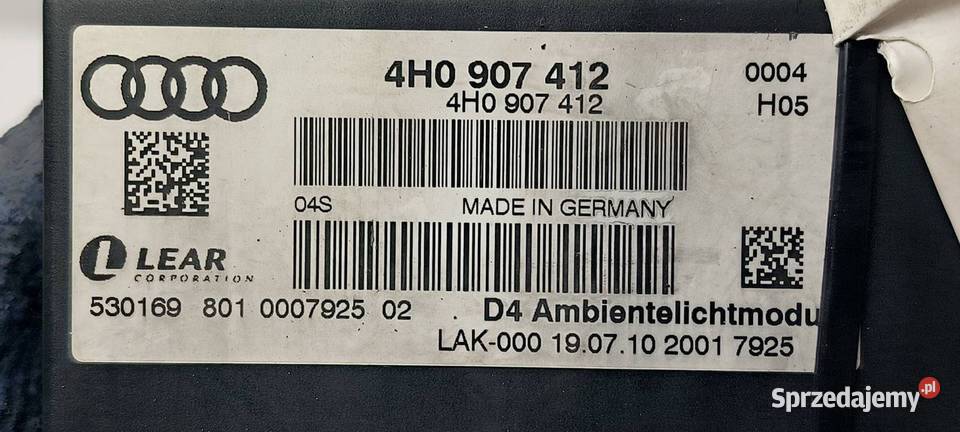 4H0 907 412 0004
4H0 907 412 H05
04S MADE IN GERMANY
L LEAR
CORPORATION
530169 801 0007925 02 D4 Ambientelichtmodu
LAK-000 19.07.10 2001 7925
Sprzedajemy.pl